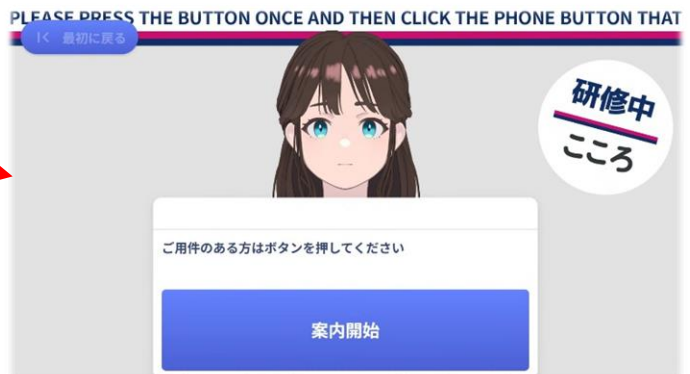 PLEASE PRESS THE BUTTON ONCE AND THEN CLICK THE PHONE BUTTON THAT
最初に戻る
研修中
こころ
ご用件のある方はボタンを押してください
案内開始